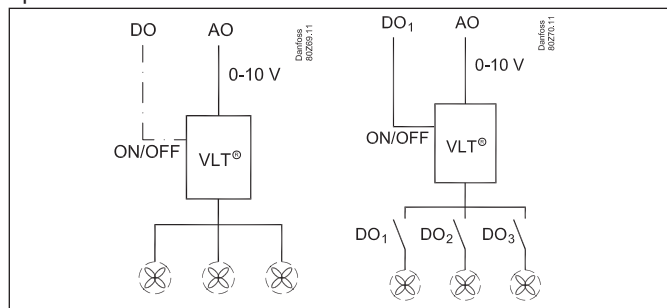 DO
AO
Danfoss
80Z69.11
0-10 V
ON/OFF
VLT®
DO₁
AO
Danfoss
80Z70.11
0-10 V
ON/OFF
VLT®
DO₁
DO₂
DO₃